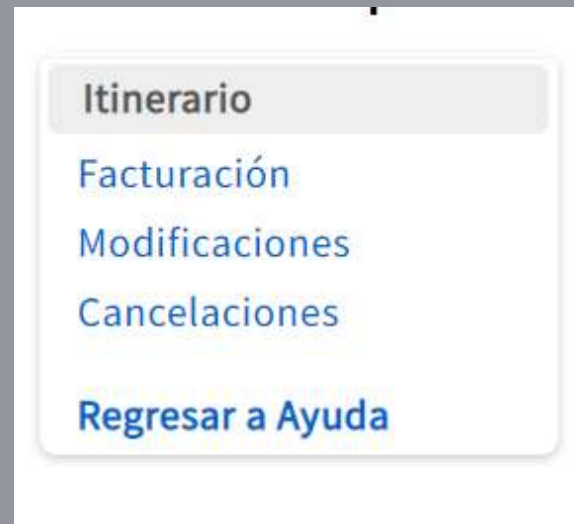 Itinerario
Facturación
Modificaciones
Cancelaciones
Regresar a Ayuda